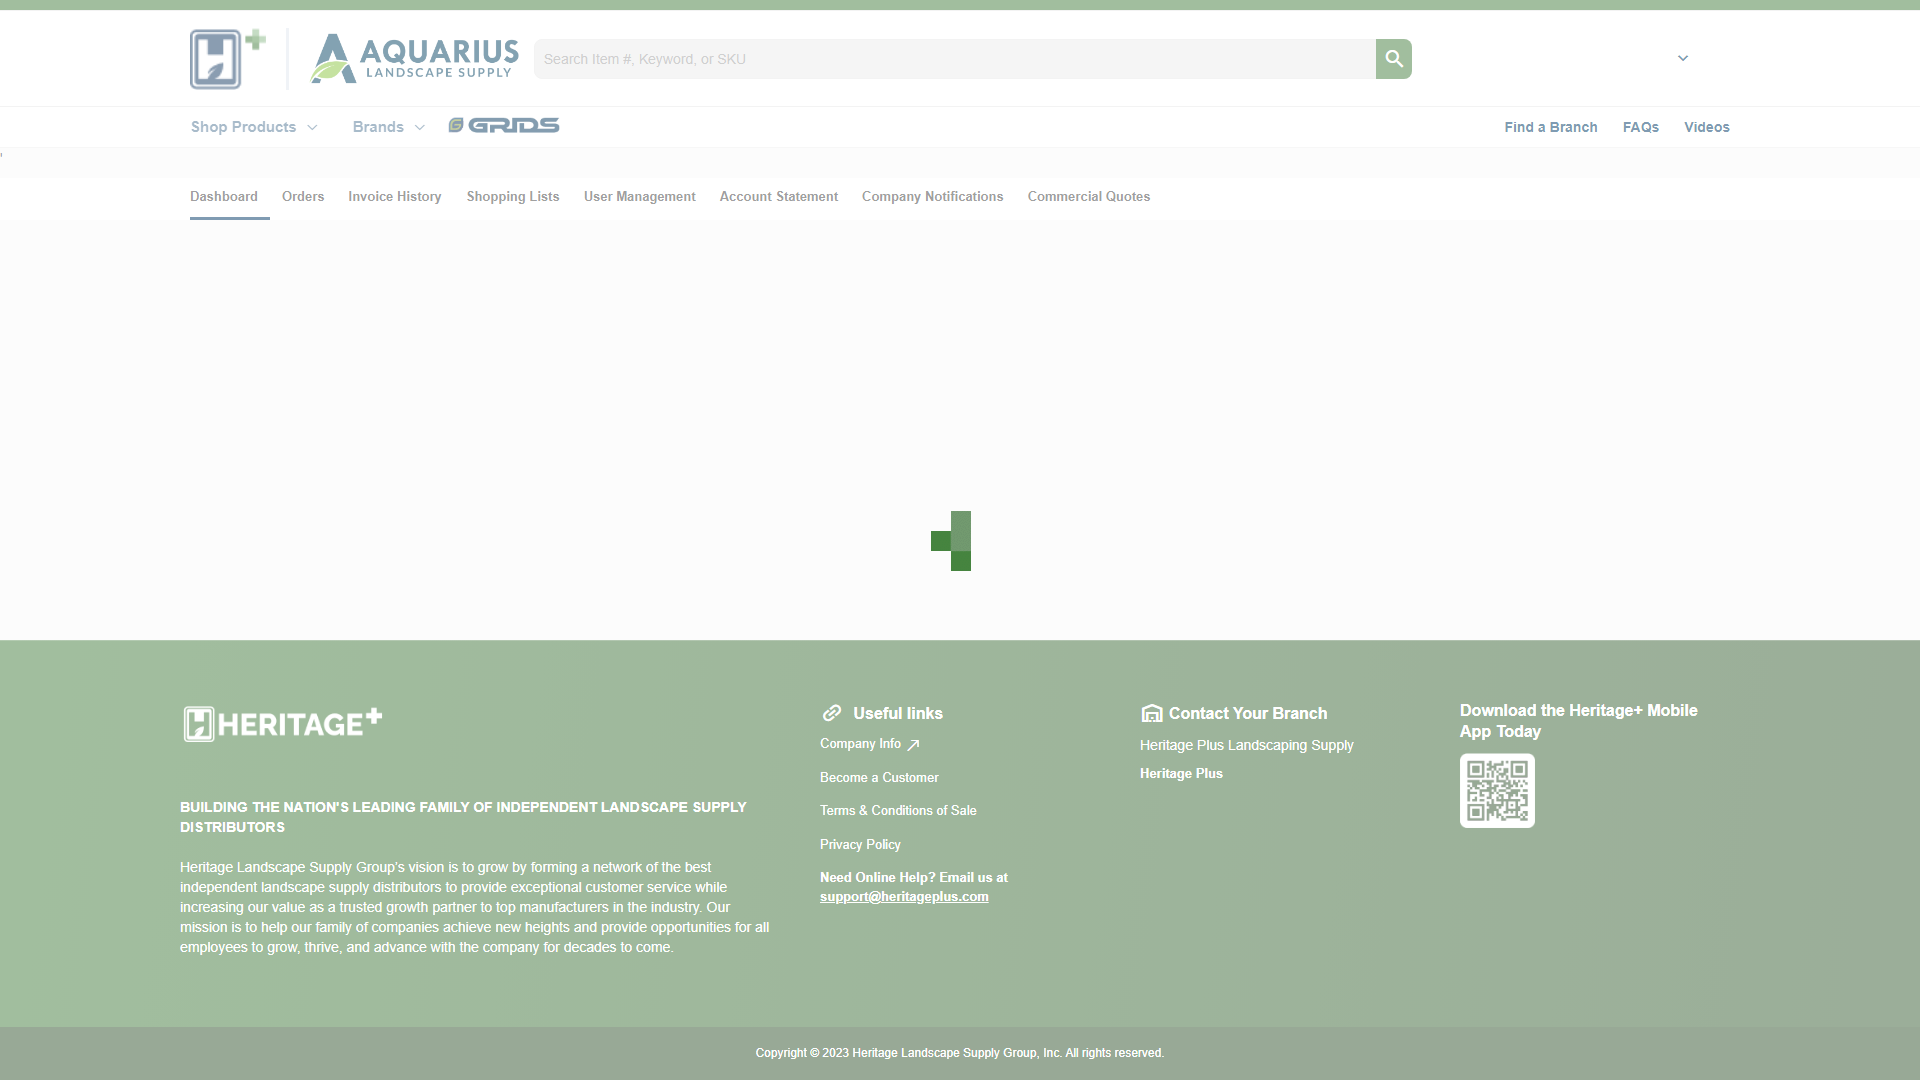 AQUARIUS
LANDSCAPE SUPPLY
Search Item #, Keyword, or SKU
Shop Products
Brands
GRIDS
Find a Branch
FAQs
Videos
Dashboard
Orders
Invoice History
Shopping Lists
User Management
Account Statement
Company Notifications
Commercial Quotes
HERITAGE+
BUILDING THE NATION'S LEADING FAMILY OF INDEPENDENT LANDSCAPE SUPPLY
DISTRIBUTORS
Heritage Landscape Supply Group's vision is to grow by forming a network of the best
independent landscape supply distributors to provide exceptional customer service while
increasing our value as a trusted growth partner to top manufacturers in the industry. Our
mission is to help our family of companies achieve new heights and provide opportunities for all
employees to grow, thrive, and advance with the company for decades to come.
Useful links
Company Info
Become a Customer
Terms & Conditions of Sale
Privacy Policy
Need Online Help? Email us at
support@heritageplus.com
Contact Your Branch
Heritage Plus Landscaping Supply
Heritage Plus
Download the Heritage+ Mobile
App Today
Copyright © 2023 Heritage Landscape Supply Group, Inc. All rights reserved.